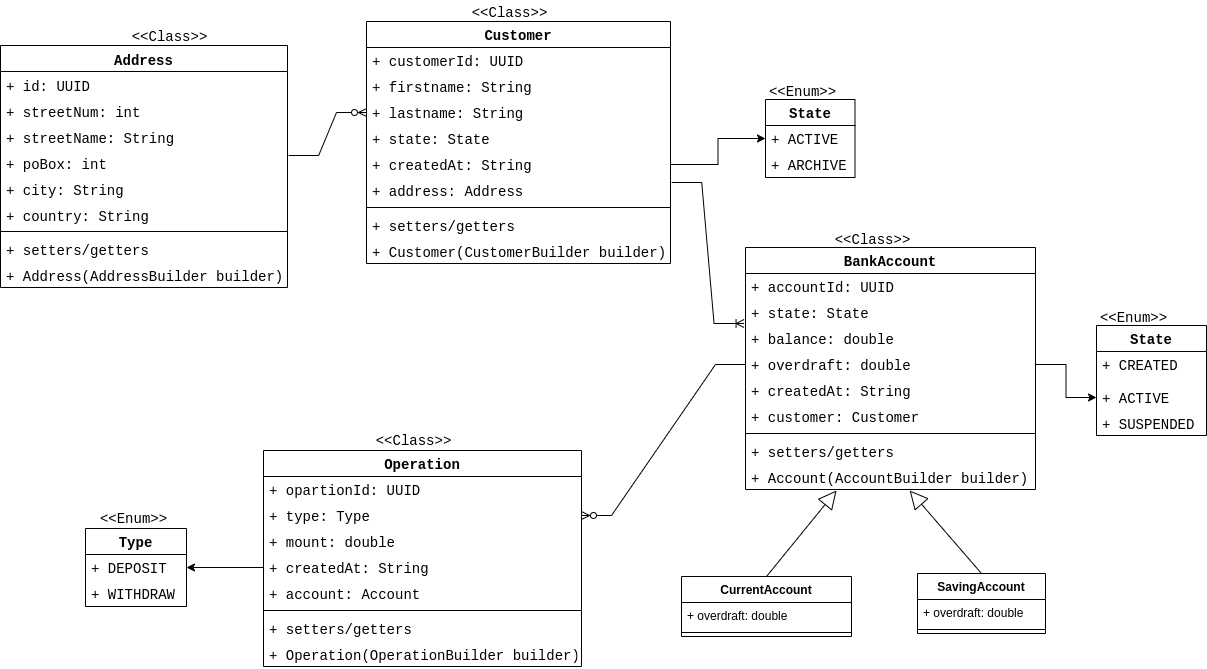 <<Class>>
Address
+ id: UUID
+ streetNum: int
+ streetName: String
+ poBox: int
+ city: String
+ country: String
+ setters/getters
+ Address(AddressBuilder builder)
<<Class>>
Customer
+ customerId: UUID
+ firstname: String
+ lastname: String
+ state: State
+ createdAt: String
+ address: Address
+ setters/getters
+ Customer(CustomerBuilder builder)
<<Enum>>
State
+ ACTIVE
+ ARCHIVE
<<Class>>
BankAccount
+ accountId: UUID
+ state: State
+ balance: double
+ overdraft: double
+ createdAt: String
+ customer: Customer
+ setters/getters
+ Account(AccountBuilder builder)
<<Enum>>
State
+ CREATED
+ ACTIVE
+ SUSPENDED
<<Class>>
Operation
+ opartionId: UUID
+ type: Type
+ mount: double
+ createdAt: String
+ account: Account
+ setters/getters
+ Operation(OperationBuilder builder)
<<Enum>>
Type
+ DEPOSIT
+ WITHDRAW
CurrentAccount
+ overdraft: double
SavingAccount
+ overdraft: double